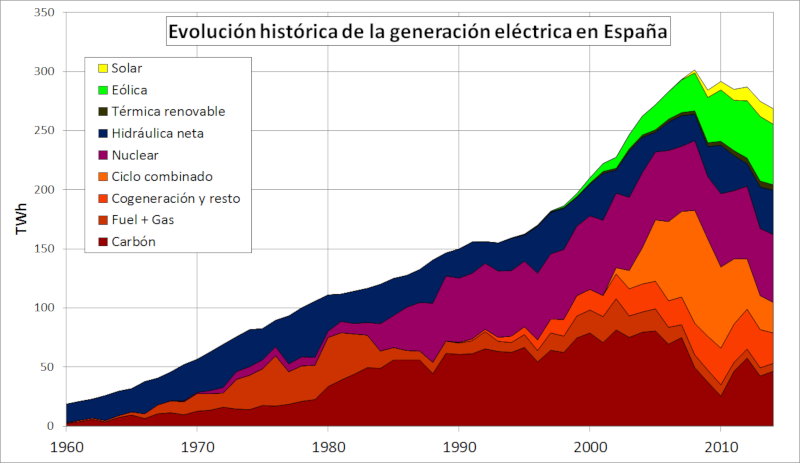 Evolución histórica de la generación eléctrica en España
350
300
250
200
150
100
50
0
TWh
Solar
Eólica
Térmica renovable
Hidráulica neta
Nuclear
Ciclo combinado
Cogeneración y resto
Fuel + Gas
Carbón
1960
1970
1980
1990
2000
2010